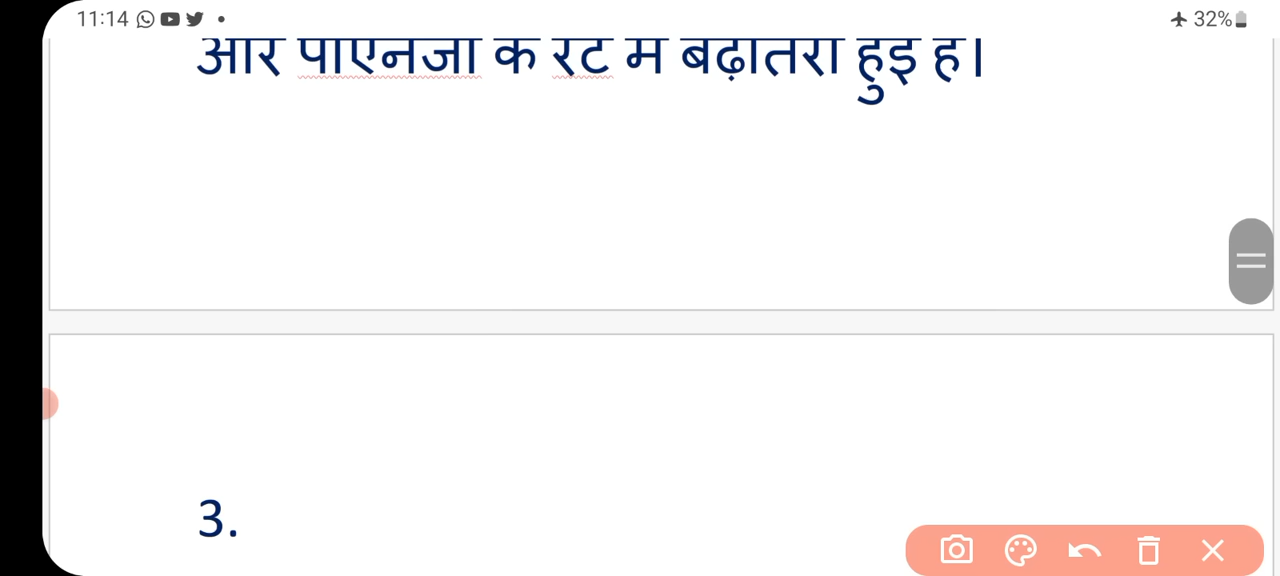 11:14
32%
और पीएनजी के रेट में बढ़ोतरी हुई है।
3.